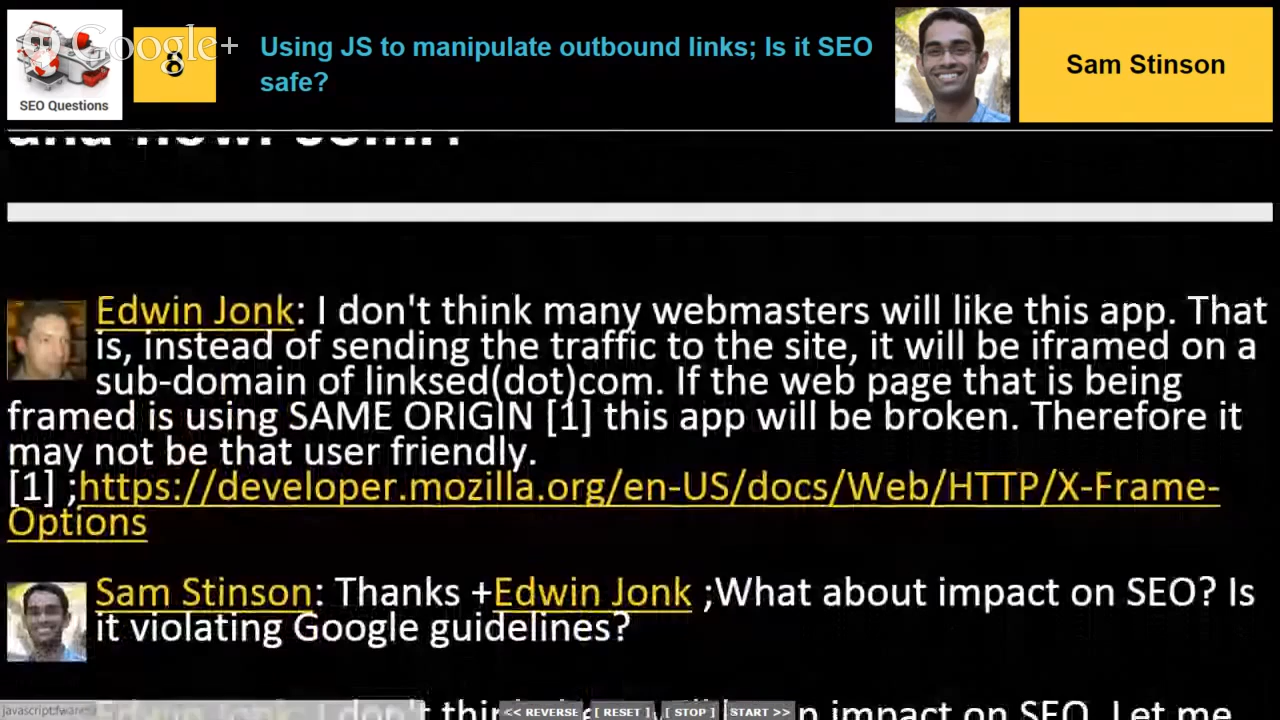 Google+
SEO Questions
8
Using JS to manipulate outbound links; Is it SEO
safe?
Sam Stinson
Edwin Jonk: I don't think many webmasters will like this app. That
is, instead of sending the traffic to the site, it will be iframed on a
sub-domain of linksed(dot)com. If the web page that is being
framed is using SAME ORIGIN [1] this app will be broken. Therefore it
may not be that user friendly.
[1] ;https://developer.mozilla.org/en-US/docs/Web/HTTP/X-Frame-
Options
Sam Stinson: Thanks +Edwin Jonk ;What about impact on SEO? Is
it violating Google guidelines?
impact on SEO. Let me
<< REVERSE [ RESET ] [ STOP ] START >>